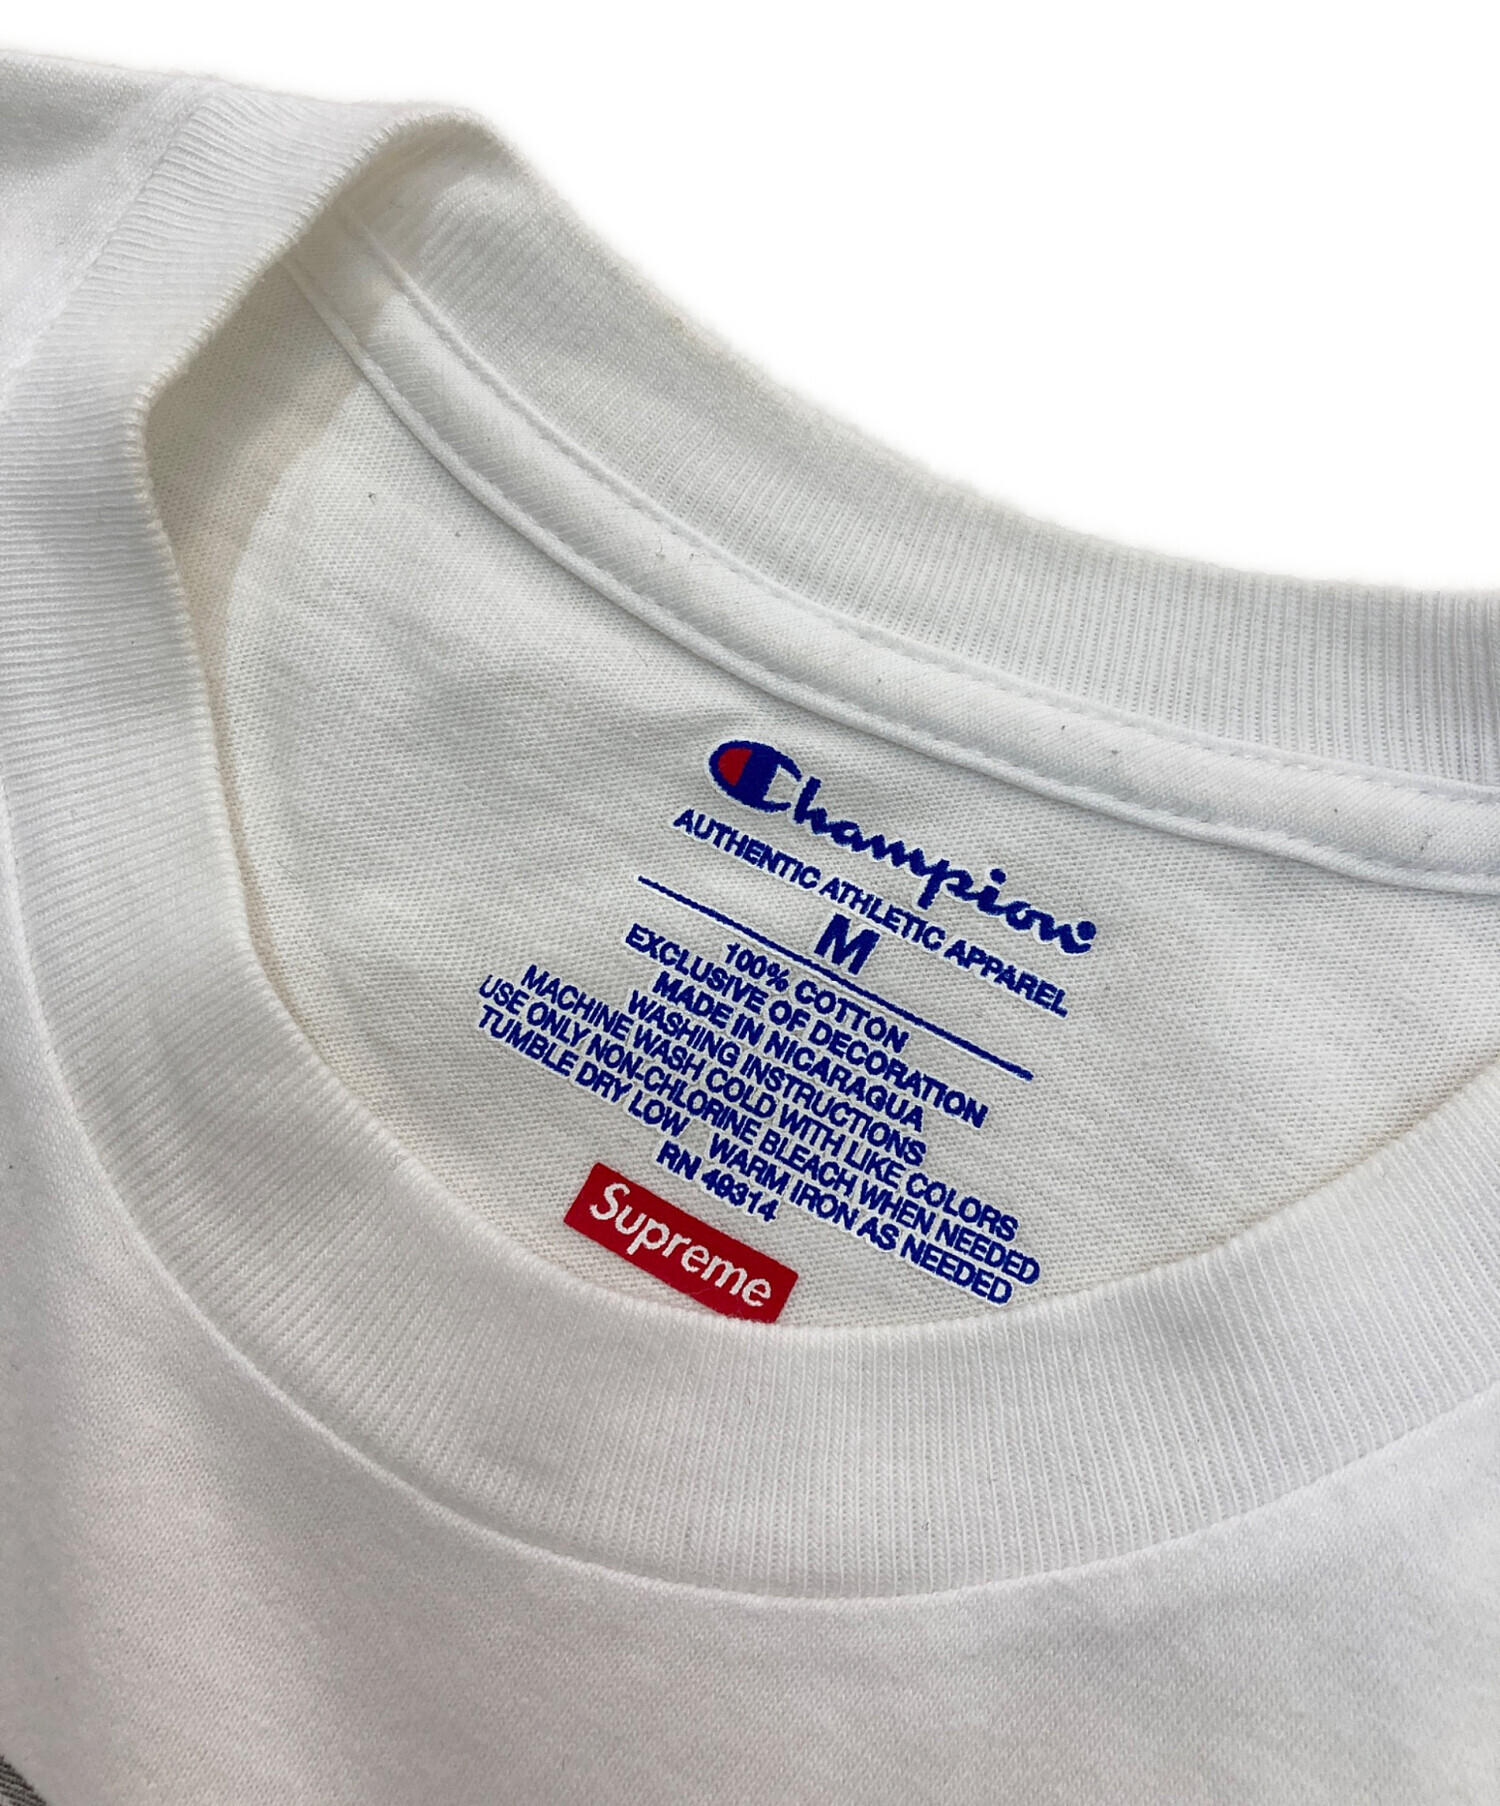 Champion®
AUTHENTIC ATHLETIC APPAREL
M
100% COTTON
EXCLUSIVE OF DECORATION
MADE IN NICARAGUA
WASHING INSTRUCTIONS
MACHINE WASH COLD WITH LIKE COLORS
USE ONLY NON-CHLORINE BLEACH WHEN NEEDED
TUMBLE DRY LOW WARM IRON AS NEEDED
RN 49314
Supreme